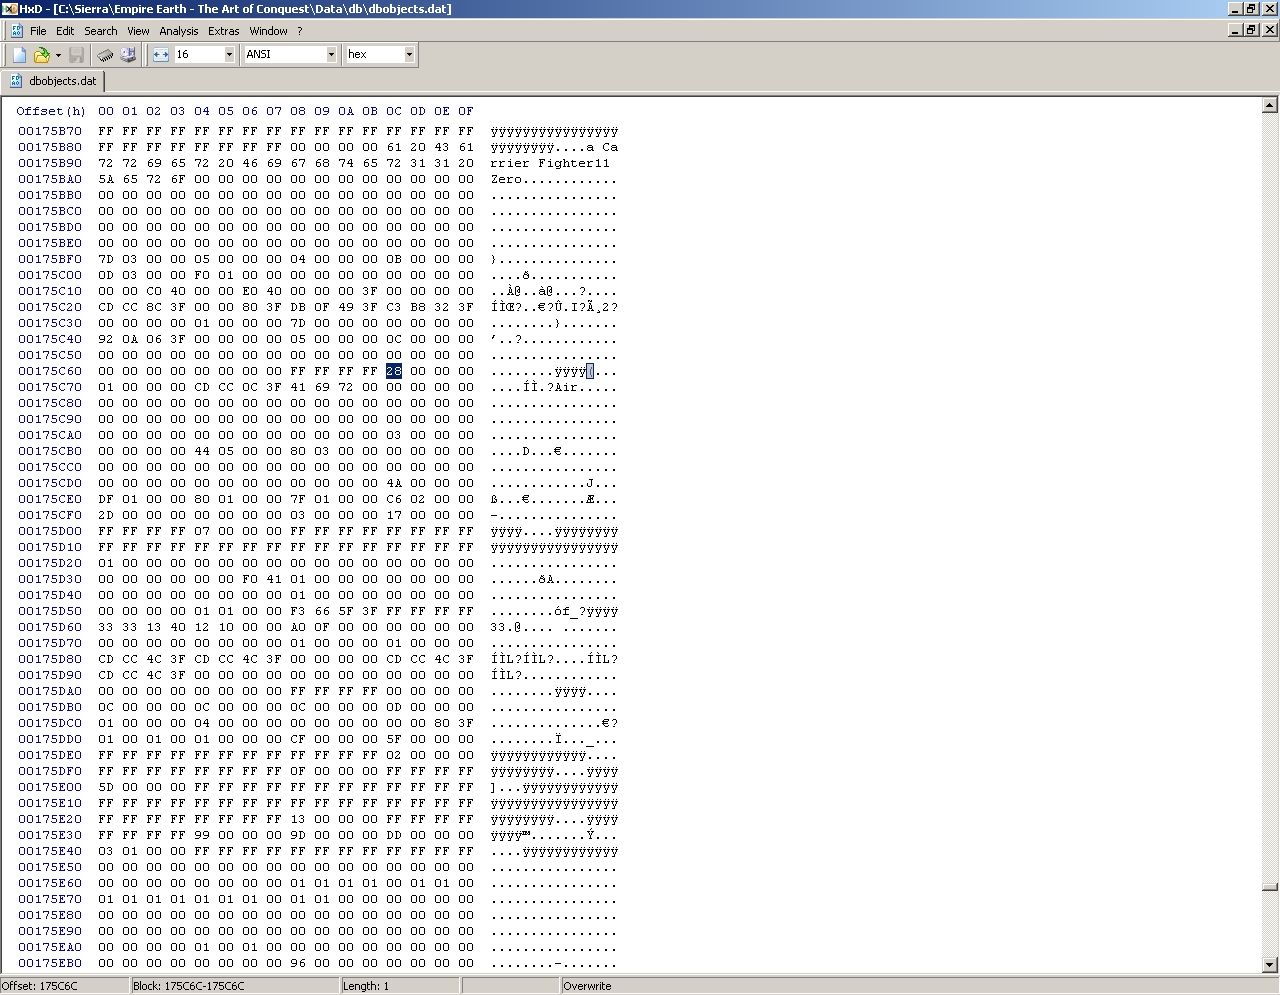 HxD - [C:\Sierra\Empire Earth - The Art of Conquest\Data\db\dbobjects.dat]
File Edit Search View Analysis Extras Window ?
16 ANSI hex
dbobjects.dat
Offset(h) 00 01 02 03 04 05 06 07 08 09 0A 0B 0C 0D 0E 0F
00175B70 FF FF FF FF FF FF FF FF FF FF FF FF FF FF FF FF ÿÿÿÿÿÿÿÿÿÿÿÿÿÿÿÿ
00175B80 FF FF FF FF FF FF FF FF 00 00 00 00 61 20 43 61 ÿÿÿÿÿÿÿÿ....a Ca
00175B90 72 72 69 65 72 20 46 69 67 68 74 65 72 31 31 20 rrier Fighter11
00175BA0 5A 65 72 6F 00 00 00 00 00 00 00 00 00 00 00 00 Zero............
00175BB0 00 00 00 00 00 00 00 00 00 00 00 00 00 00 00 00 ................
00175BC0 00 00 00 00 00 00 00 00 00 00 00 00 00 00 00 00 ................
00175BD0 00 00 00 00 00 00 00 00 00 00 00 00 00 00 00 00 ................
00175BE0 00 00 00 00 00 00 00 00 00 00 00 00 00 00 00 00 ................
00175BF0 7D 03 00 00 05 00 00 00 04 00 00 00 0B 00 00 00 }...............
00175C00 0D 03 00 00 F0 01 00 00 00 00 00 00 00 00 00 00 ....ð...........
00175C10 00 00 C0 40 00 00 E0 40 00 00 00 3F 00 00 00 00 ..À@..à@...?....
00175C20 CD CC 8C 3F 00 00 80 3F DB 0F 49 3F C3 B8 32 3F ÍÌŒ?..€?Û.I?Ã¸2?
00175C30 00 00 00 00 01 00 00 00 7D 00 00 00 00 00 00 00 ........}.......
00175C40 92 0A 06 3F 00 00 00 00 05 00 00 00 0C 00 00 00 ’..?............
00175C50 00 00 00 00 00 00 00 00 00 00 00 00 00 00 00 00 ................
00175C60 00 00 00 00 00 00 00 00 FF FF FF FF 28 00 00 00 ........ÿÿÿÿ(...
00175C70 01 00 00 00 CD CC 0C 3F 41 69 72 00 00 00 00 00 ....ÍÌ.?Air.....
00175C80 00 00 00 00 00 00 00 00 00 00 00 00 00 00 00 00 ................
00175C90 00 00 00 00 00 00 00 00 00 00 00 00 00 00 00 00 ................
00175CA0 00 00 00 00 00 00 00 00 00 00 00 00 03 00 00 00 ................
00175CB0 00 00 00 00 44 05 00 00 80 03 00 00 00 00 00 00 ....D...€.......
00175CC0 00 00 00 00 00 00 00 00 00 00 00 00 00 00 00 00 ................
00175CD0 00 00 00 00 00 00 00 00 00 00 00 00 4A 00 00 00 ............J...
00175CE0 DF 01 00 00 80 01 00 00 7F 01 00 00 C6 02 00 00 ß...€.......Æ...
00175CF0 2D 00 00 00 00 00 00 00 03 00 00 00 17 00 00 00 -...............
00175D00 FF FF FF FF 07 00 00 00 FF FF FF FF FF FF FF FF ÿÿÿÿ....ÿÿÿÿÿÿÿÿ
00175D10 FF FF FF FF FF FF FF FF FF FF FF FF FF FF FF FF ÿÿÿÿÿÿÿÿÿÿÿÿÿÿÿÿ
00175D20 01 00 00 00 00 00 00 00 00 00 00 00 00 00 00 00 ................
00175D30 00 00 00 00 00 00 F0 41 01 00 00 00 00 00 00 00 ......ðA........
00175D40 00 00 00 00 00 00 00 00 01 00 00 00 00 00 00 00 ................
00175D50 00 00 00 00 01 01 00 00 F3 66 5F 3F FF FF FF FF ........óf_?ÿÿÿÿ
00175D60 33 33 13 40 12 10 00 00 A0 0F 00 00 00 00 00 00 33.@.... .......
00175D70 00 00 00 00 00 00 00 00 01 00 00 00 01 00 00 00 ................
00175D80 CD CC 4C 3F CD CC 4C 3F 00 00 00 00 CD CC 4C 3F ÍÌL?ÍÌL?....ÍÌL?
00175D90 CD CC 4C 3F 00 00 00 00 00 00 00 00 00 00 00 00 ÍÌL?............
00175DA0 00 00 00 00 00 00 00 00 FF FF FF FF 00 00 00 00 ........ÿÿÿÿ....
00175DB0 0C 00 00 00 00 00 00 00 0C 00 00 00 0D 00 00 00 ................
00175DC0 01 00 00 00 04 00 00 00 00 00 00 00 00 00 80 3F ..............€?
00175DD0 01 00 01 00 01 00 00 00 CF 00 00 00 5F 00 00 00 ........Ï..._...
00175DE0 FF FF FF FF FF FF FF FF FF FF FF FF 02 00 00 00 ÿÿÿÿÿÿÿÿÿÿÿÿ....
00175DF0 FF FF FF FF FF FF FF FF 0F 00 00 00 FF FF FF FF ÿÿÿÿÿÿÿÿ....ÿÿÿÿ
00175E00 5D 00 00 00 FF FF FF FF FF FF FF FF FF FF FF FF ]...ÿÿÿÿÿÿÿÿÿÿÿÿ
00175E10 FF FF FF FF FF FF FF FF FF FF FF FF FF FF FF FF ÿÿÿÿÿÿÿÿÿÿÿÿÿÿÿÿ
00175E20 FF FF FF FF FF FF FF FF 13 00 00 00 FF FF FF FF ÿÿÿÿÿÿÿÿ....ÿÿÿÿ
00175E30 FF FF FF FF 99 00 00 00 9D 00 00 00 DD 00 00 00 ÿÿÿÿ™.......Ý...
00175E40 03 01 00 00 FF FF FF FF FF FF FF FF FF FF FF FF ....ÿÿÿÿÿÿÿÿÿÿÿÿ
00175E50 00 00 00 00 00 00 00 00 00 00 00 00 00 00 00 00 ................
00175E60 00 00 00 00 00 00 00 00 01 01 01 01 00 01 01 00 ................
00175E70 01 01 01 01 01 01 01 00 01 01 00 00 00 00 00 00 ................
00175E80 00 00 00 00 00 00 00 00 00 00 00 00 00 00 00 00 ................
00175E90 00 00 00 00 00 00 00 00 00 00 00 00 00 00 00 00 ................
00175EA0 00 00 00 00 01 00 01 00 00 00 00 00 00 00 00 00 ................
00175EB0 00 00 00 00 00 00 00 00 96 00 00 00 00 00 00 00 ........–.......
Offset: 175C6C Block: 175C6C-175C6C Length: 1 Overwrite